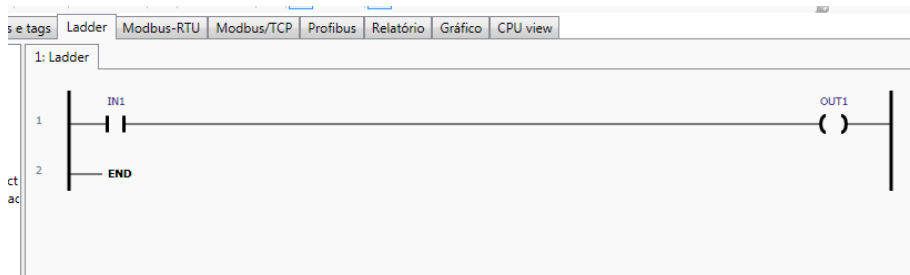 s e tags Ladder Modbus-RTU Modbus/TCP Profibus Relatório Gráfico CPU view
1: Ladder
IN1 OUT1
1
2 END
ct
ac